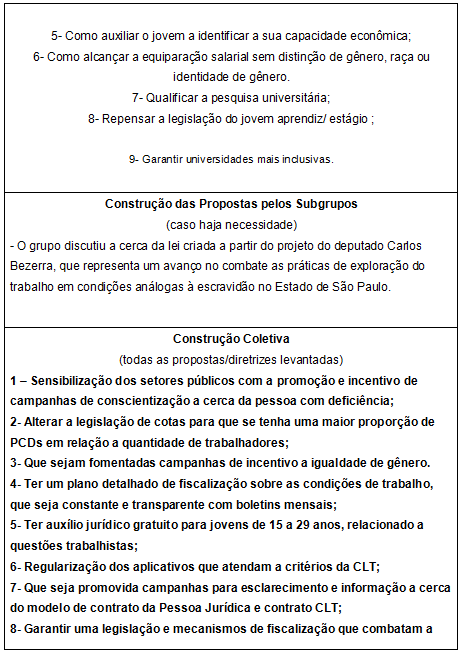 5- Como auxiliar o jovem a identificar a sua capacidade econômica;
6- Como alcançar a equiparação salarial sem distinção de gênero, raça ou
identidade de gênero.
7- Qualificar a pesquisa universitária;
8- Repensar a legislação do jovem aprendiz/ estágio ;
9- Garantir universidades mais inclusivas.
Construção das Propostas pelos Subgrupos
(caso haja necessidade)
- O grupo discutiu a cerca da lei criada a partir do projeto do deputado Carlos
Bezerra, que representa um avanço no combate as práticas de exploração do
trabalho em condições análogas à escravidão no Estado de São Paulo.
Construção Coletiva
(todas as propostas/diretrizes levantadas)
1 – Sensibilização dos setores públicos com a promoção e incentivo de
campanhas de conscientização a cerca da pessoa com deficiência;
2- Alterar a legislação de cotas para que se tenha uma maior proporção de
PCDs em relação a quantidade de trabalhadores;
3- Que sejam fomentadas campanhas de incentivo a igualdade de gênero.
4- Ter um plano detalhado de fiscalização sobre as condições de trabalho,
que seja constante e transparente com boletins mensais;
5- Ter auxílio jurídico gratuito para jovens de 15 a 29 anos, relacionado a
questões trabalhistas;
6- Regularização dos aplicativos que atendam a critérios da CLT;
7- Que seja promovida campanhas para esclarecimento e informação a cerca
do modelo de contrato da Pessoa Jurídica e contrato CLT;
8- Garantir uma legislação e mecanismos de fiscalização que combatam a